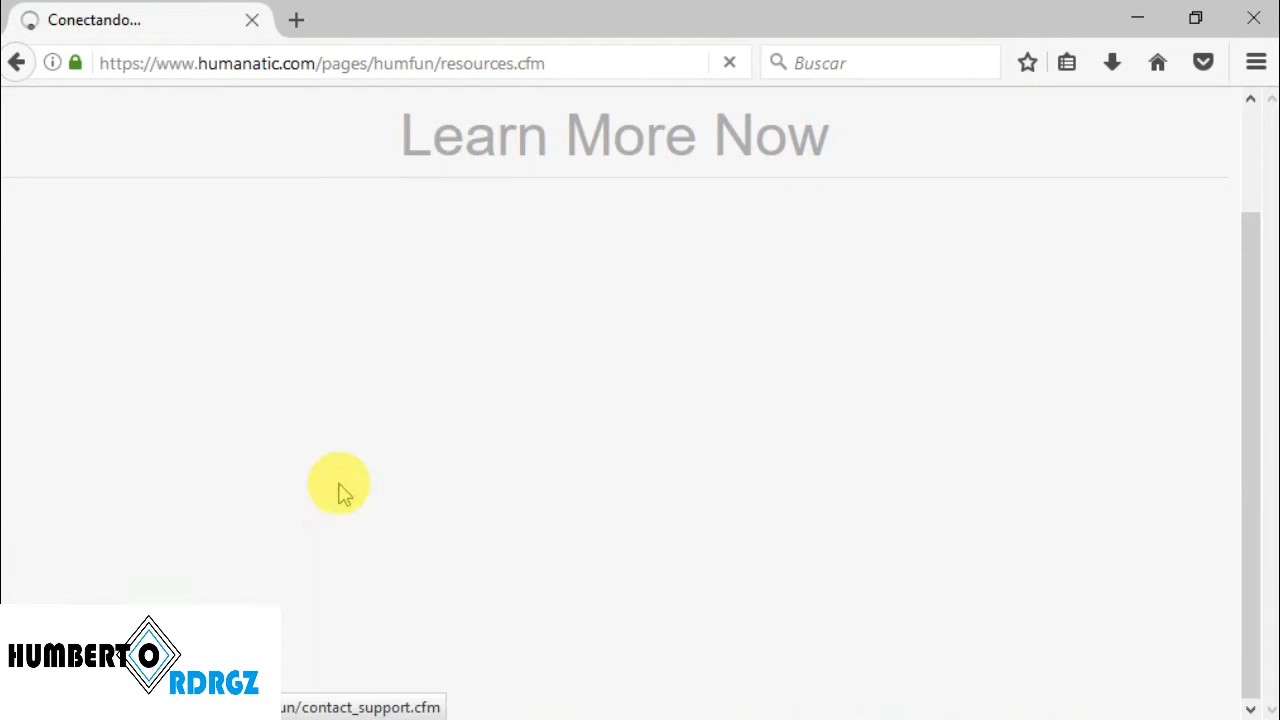 Conectando...
https://www.humanatic.com/pages/humfun/resources.cfm
Buscar
Learn More Now
HUMBERTO
RDRGZ
un/contact_support.cfm